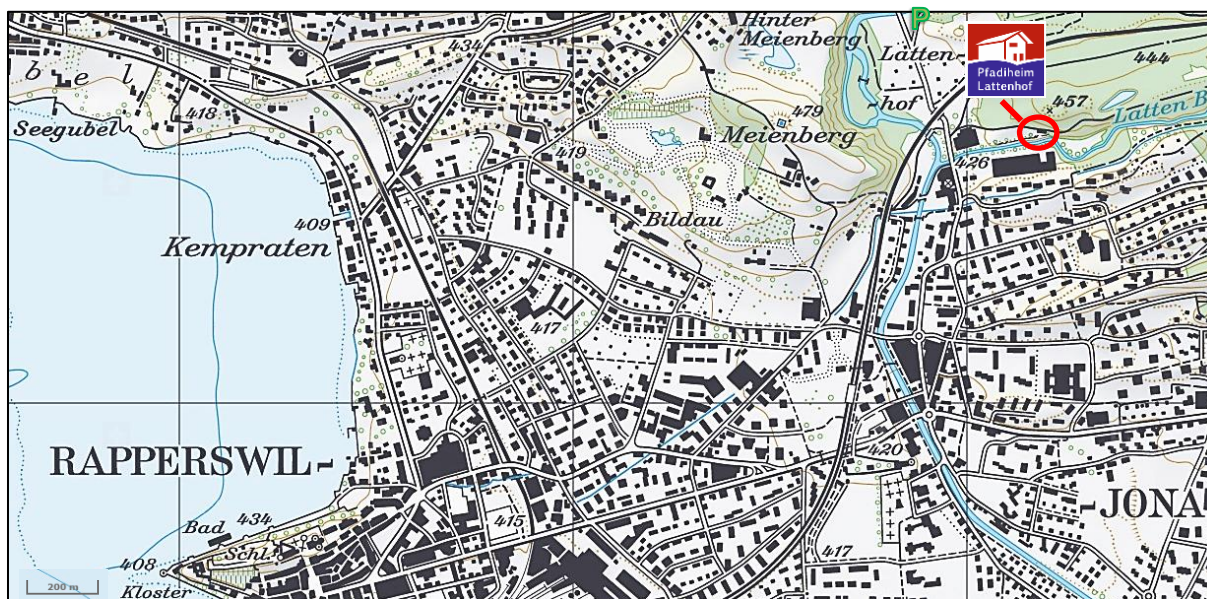 P
Hinter
Meienberg
434
Latten-
hof
Pfadiheim
Lattenhof
444
b e l
457
418
479
Latten B
Seegubel
Meienberg
419
426
Bildau
409
Kempraten
417
RAPPERSWIL-
420
-JONA
434
Bad
415
Schl.
417
408
Kloster
200 m